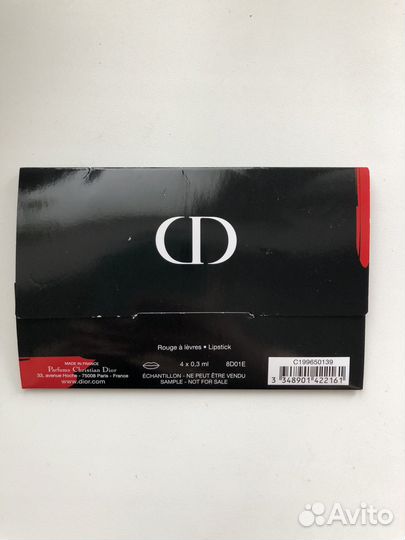 CD
Rouge à lèvres • Lipstick
MADE IN FRANCE
Parfums Christian Dior
33, avenue Hoche - 75008 Paris - France
www.dior.com
4 x 0,3 ml 8D01E
ÉCHANTILLON - NE PEUT ÊTRE VENDU
SAMPLE - NOT FOR SALE
C199650139
3 348901 422161
Avito